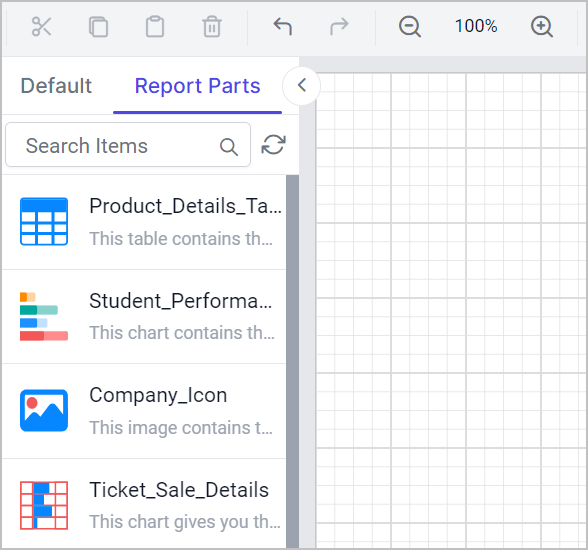 100%
Default
Report Parts
Search Items
Product_Details_Ta...
This table contains th...
Student_Performa...
This chart contains th...
Company_Icon
This image contains t...
Ticket_Sale_Details
This chart gives you th...